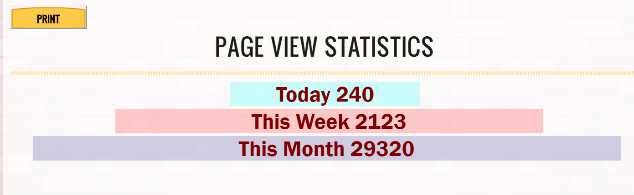 PRINT
PAGE VIEW STATISTICS
Today 240
This Week 2123
This Month 29320